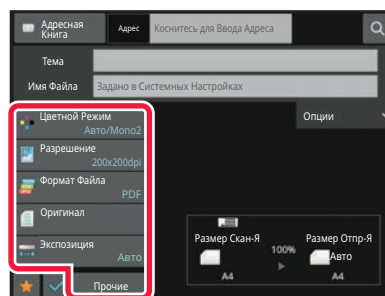 Адресная
Книга
Адрес
Коснитесь для Ввода Адреса
Тема
Имя Файла
Задано в Системных Настройках
Цветной Режим
Авто/Mono2
Опции
Разрешение
200x200dpi
Формат Файла
PDF
Оригинал
Экспозиция
Авто
Прочие
Размер Скан-Я
100%
Размер Отпр-Я
Авто
A4
A4